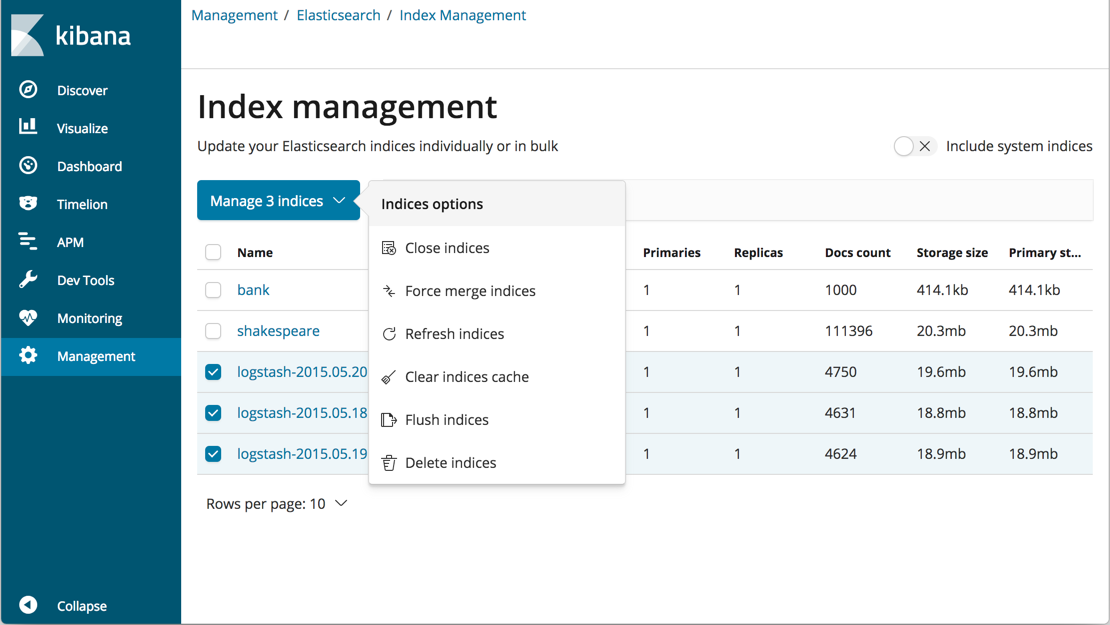 Management / Elasticsearch / Index Management
kibana
Discover
Visualize
Dashboard
Timelion
APM
Dev Tools
Monitoring
Management
Collapse
Index management
Update your Elasticsearch indices individually or in bulk
Include system indices
Manage 3 indices
Indices options
Close indices
Force merge indices
Refresh indices
Clear indices cache
Flush indices
Delete indices
Name Primaries Replicas Docs count Storage size Primary st...
bank 1 1 1000 414.1kb 414.1kb
shakespeare 1 1 111396 20.3mb 20.3mb
logstash-2015.05.20 1 1 4750 19.6mb 19.6mb
logstash-2015.05.18 1 1 4631 18.8mb 18.8mb
logstash-2015.05.19 1 1 4624 18.9mb 18.9mb
Rows per page: 10